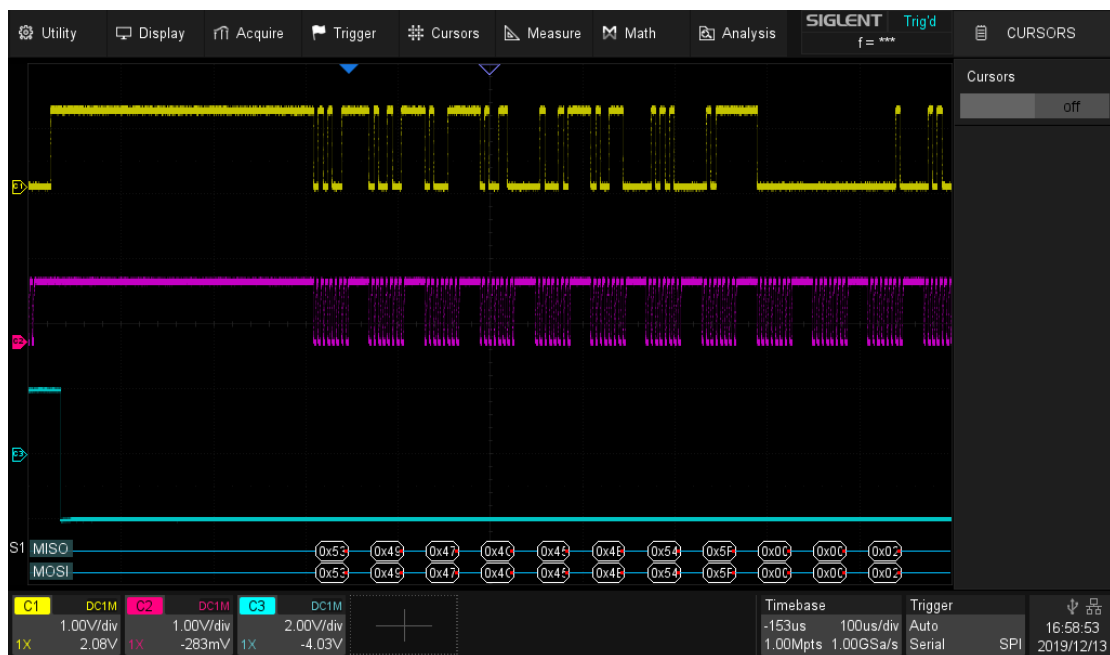 Utility Display Acquire Trigger Cursors Measure Math Analysis SIGLENT Trig'd CURSORS
f = ***
Cursors
off
C1
C2
C3
S1 MISO 0x53 0x49 0x47 0x4C 0x45 0x4E 0x54 0x5F 0x00 0x00 0x02
MOSI 0x53 0x49 0x47 0x4C 0x45 0x4E 0x54 0x5F 0x00 0x00 0x02
C1 DC1M C2 DC1M C3 DC1M Timebase Trigger
1.00V/div 1.00V/div 2.00V/div -153us 100us/div Auto 16:58:53
1X 2.08V 1X -283mV 1X -4.03V 1.00Mpts 1.00GSa/s Serial SPI 2019/12/13